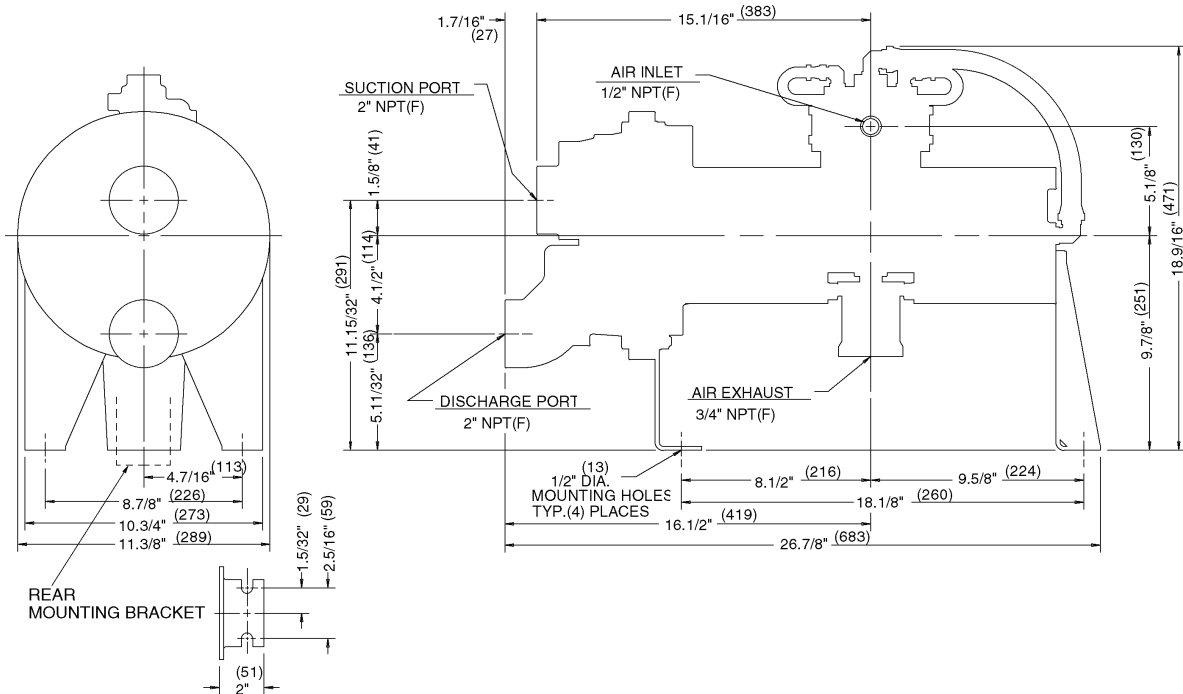 1.7/16" (27)
15.1/16" (383)
SUCTION PORT
2" NPT(F)
AIR INLET
1/2" NPT(F)
1.5/8" (41)
4.1/2" (114)
11.15/32" (291)
5.11/32" (136)
5.1/8" (130)
18.9/16" (471)
9.7/8" (251)
DISCHARGE PORT
2" NPT(F)
AIR EXHAUST
3/4" NPT(F)
(13)
1/2" DIA.
MOUNTING HOLES
TYP.(4) PLACES
8.1/2" (216)
9.5/8" (224)
18.1/8" (260)
16.1/2" (419)
26.7/8" (683)
4.7/16" (113)
8.7/8" (226)
10.3/4" (273)
11.3/8" (289)
REAR
MOUNTING BRACKET
1.5/32" (29)
2.5/16" (59)
(51)
2"